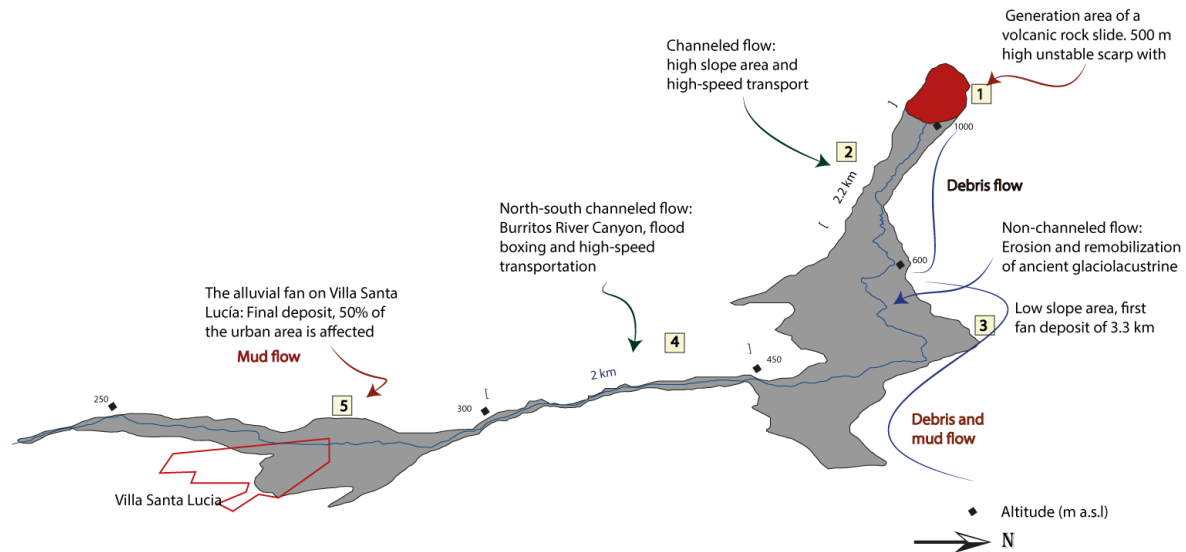 Generation area of a
volcanic rock slide. 500 m
high unstable scarp with
1
1000
Channeled flow:
high slope area and
high-speed transport
2
2.2 km
[
]
Debris flow
North-south channeled flow:
Burritos River Canyon, flood
boxing and high-speed
transportation
Non-channeled flow:
Erosion and remobilization
of ancient glaciolacustrine
600
Low slope area, first
fan deposit of 3.3 km
3
The alluvial fan on Villa Santa
Lucía: Final deposit, 50% of
the urban area is affected
Mud flow
4
]
450
2 km
[
300
5
250
Debris and
mud flow
Villa Santa Lucia
Altitude (m a.s.l)
N